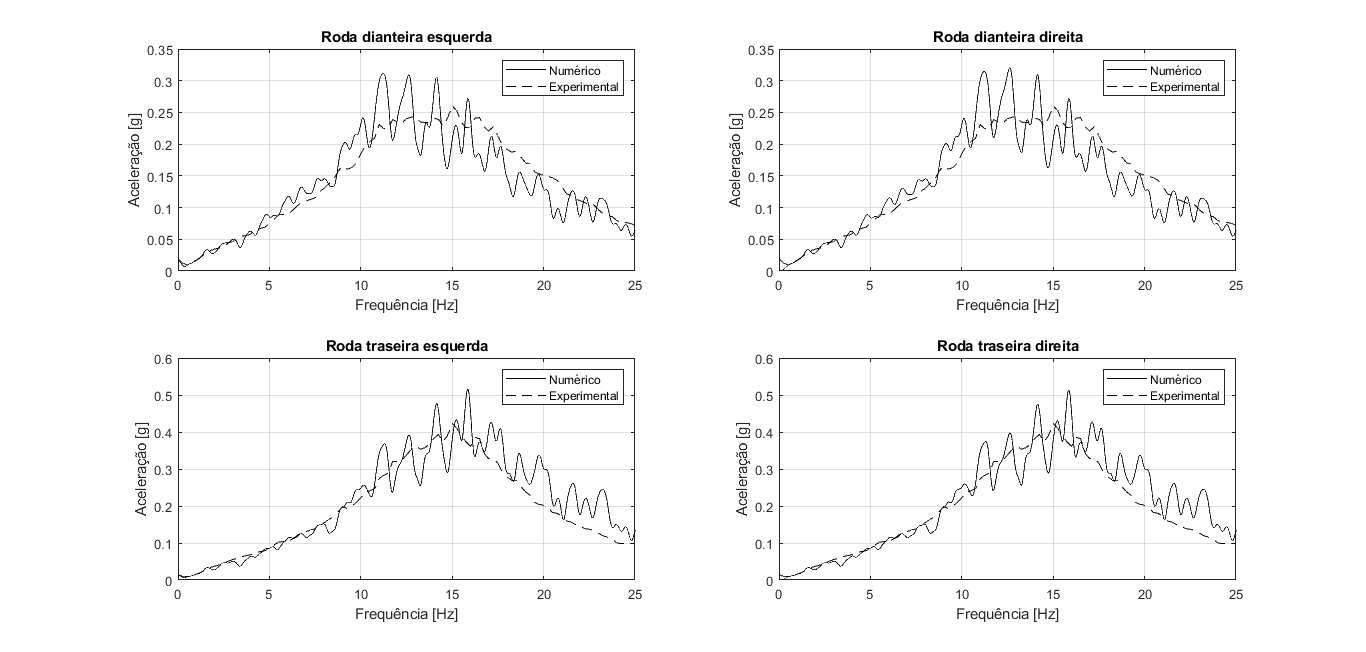 Roda dianteira esquerda
0.35
0.3
0.25
0.2
0.15
0.1
0.05
0
Aceleração [g]
Numérico
Experimental
0 5 10 15 20 25
Frequência [Hz]
Roda dianteira direita
0.35
0.3
0.25
0.2
0.15
0.1
0.05
0
Aceleração [g]
Numérico
Experimental
0 5 10 15 20 25
Frequência [Hz]
Roda traseira esquerda
0.6
0.5
0.4
0.3
0.2
0.1
0
Aceleração [g]
Numérico
Experimental
0 5 10 15 20 25
Frequência [Hz]
Roda traseira direita
0.6
0.5
0.4
0.3
0.2
0.1
0
Aceleração [g]
Numérico
Experimental
0 5 10 15 20 25
Frequência [Hz]